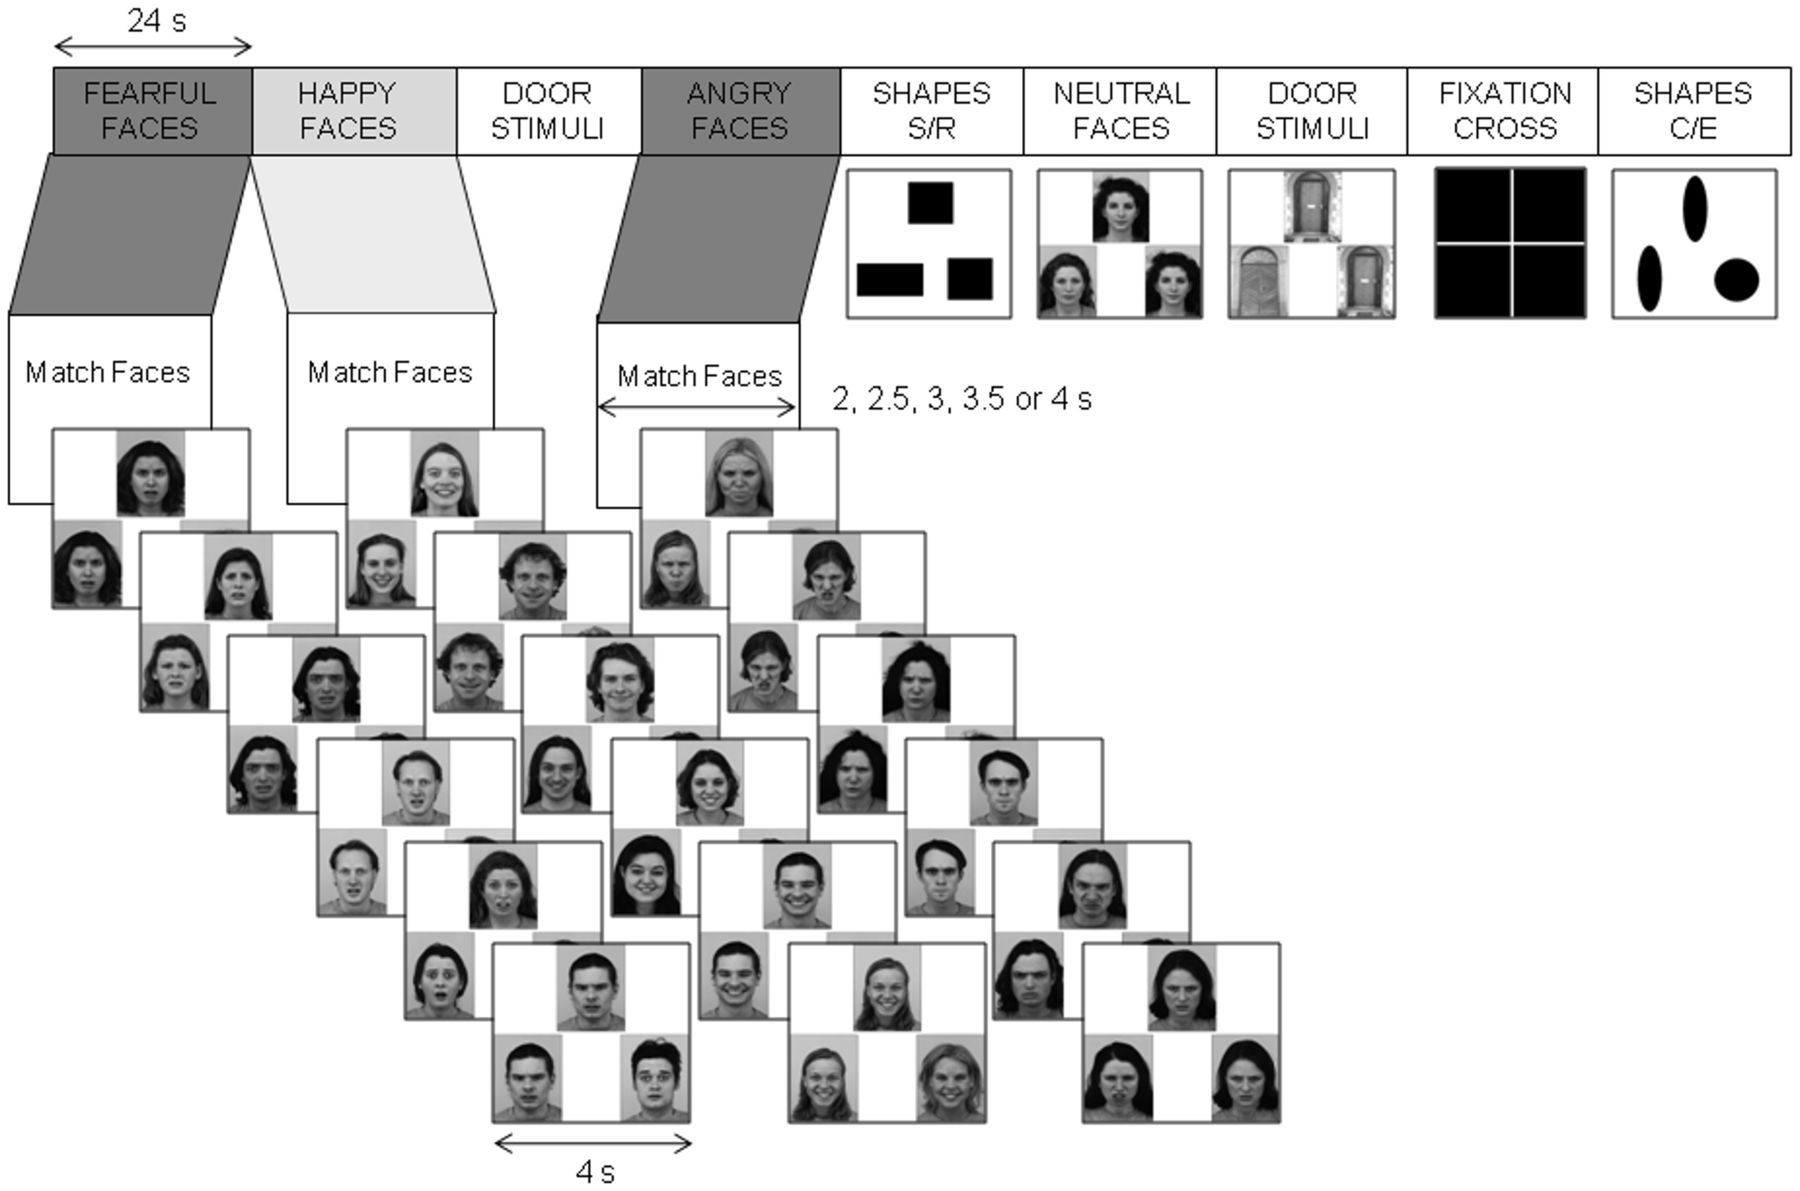 24 s
FEARFUL
FACES
HAPPY
FACES
DOOR
STIMULI
ANGRY
FACES
SHAPES
S/R
NEUTRAL
FACES
DOOR
STIMULI
FIXATION
CROSS
SHAPES
C/E
Match Faces
Match Faces
Match Faces
2, 2.5, 3, 3.5 or 4 s
4 s